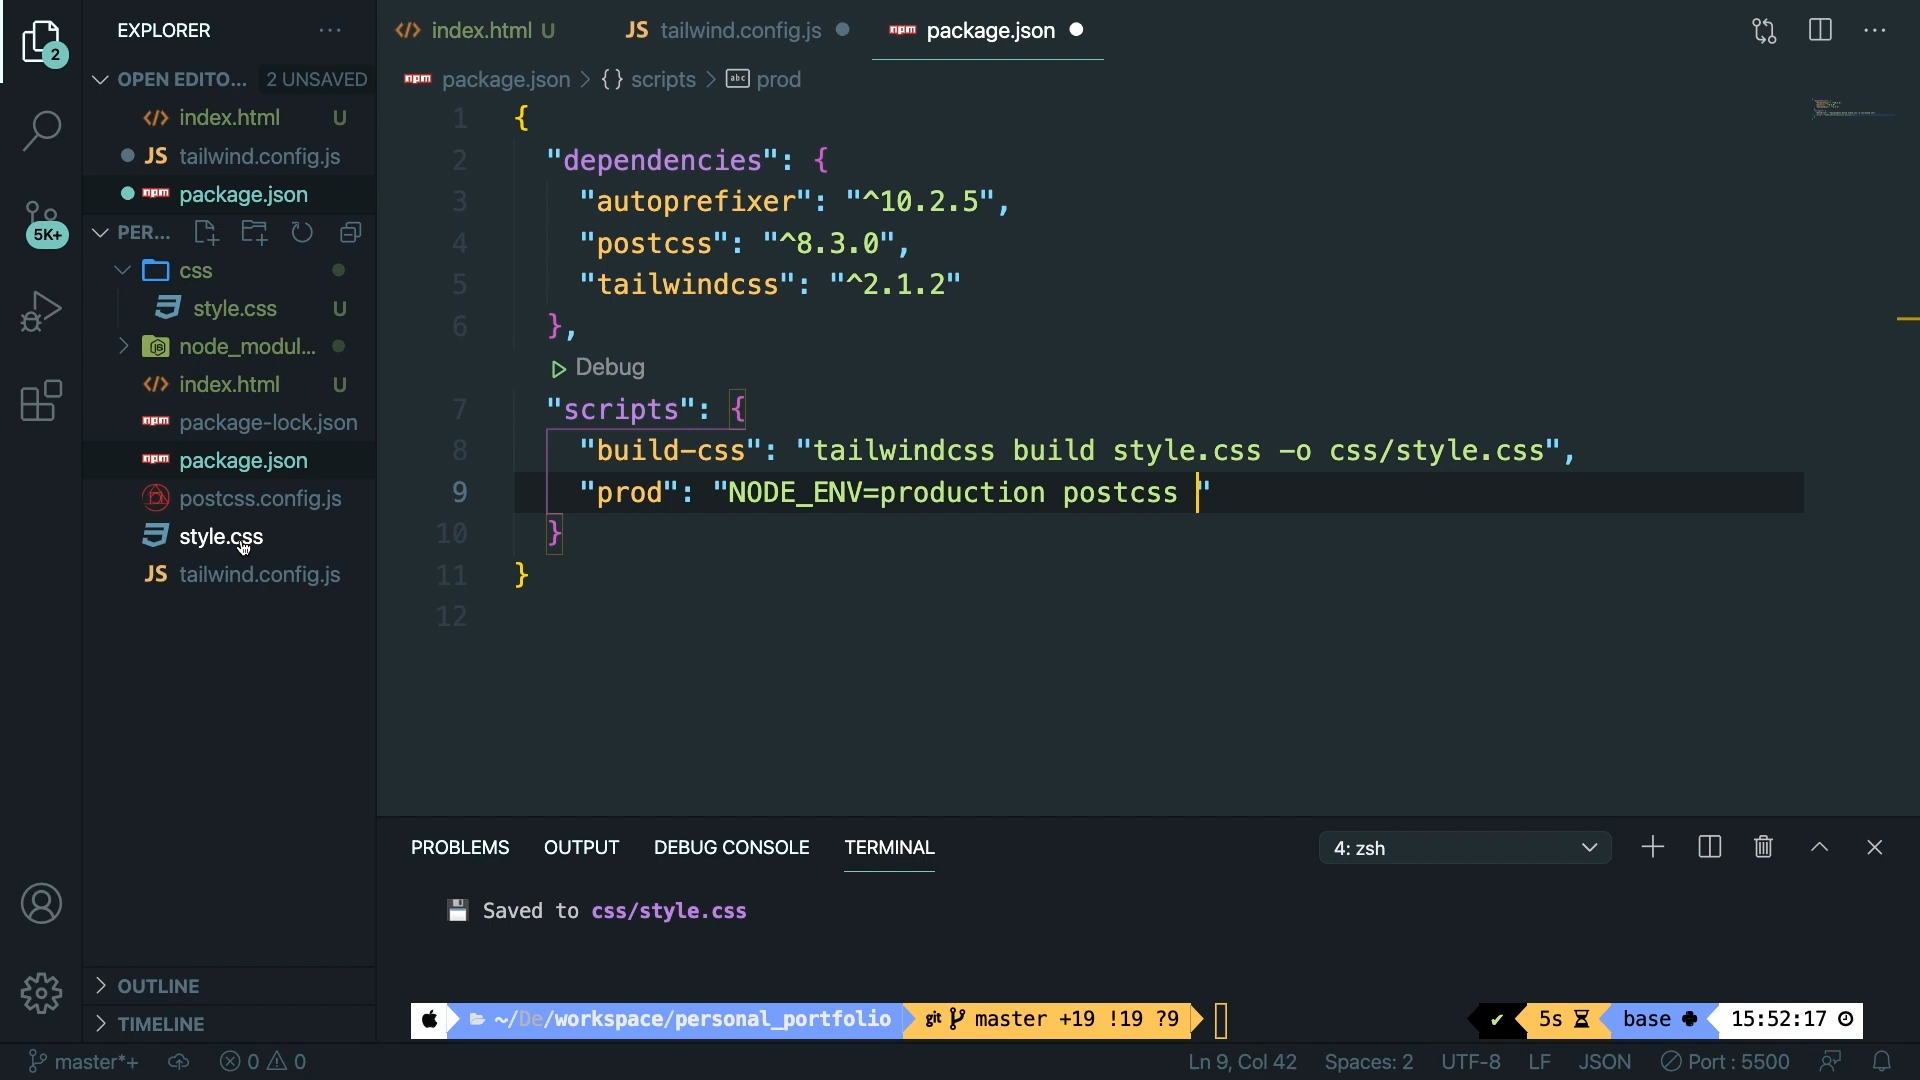 EXPLORER
2
OPEN EDITO... 2 UNSAVED
</> index.html U
JS tailwind.config.js
npm package.json
PER...
5K+
css
style.css U
node_modul...
</> index.html U
npm package-lock.json
npm package.json
postcss.config.js
style.css
JS tailwind.config.js
OUTLINE
TIMELINE
</> index.html U JS tailwind.config.js npm package.json
npm package.json > {} scripts > abc prod
1 {
2 "dependencies": {
3 "autoprefixer": "^10.2.5",
4 "postcss": "^8.3.0",
5 "tailwindcss": "^2.1.2"
6 },
Debug
7 "scripts": {
8 "build-css": "tailwindcss build style.css -o css/style.css",
9 "prod": "NODE_ENV=production postcss "
10 }
11 }
12
PROBLEMS OUTPUT DEBUG CONSOLE TERMINAL 4: zsh
Saved to css/style.css
~/De/workspace/personal_portfolio git master +19 !19 ?9 ✔ 5s base 15:52:17
master*+ 0 0 Ln 9, Col 42 Spaces: 2 UTF-8 LF JSON Port : 5500